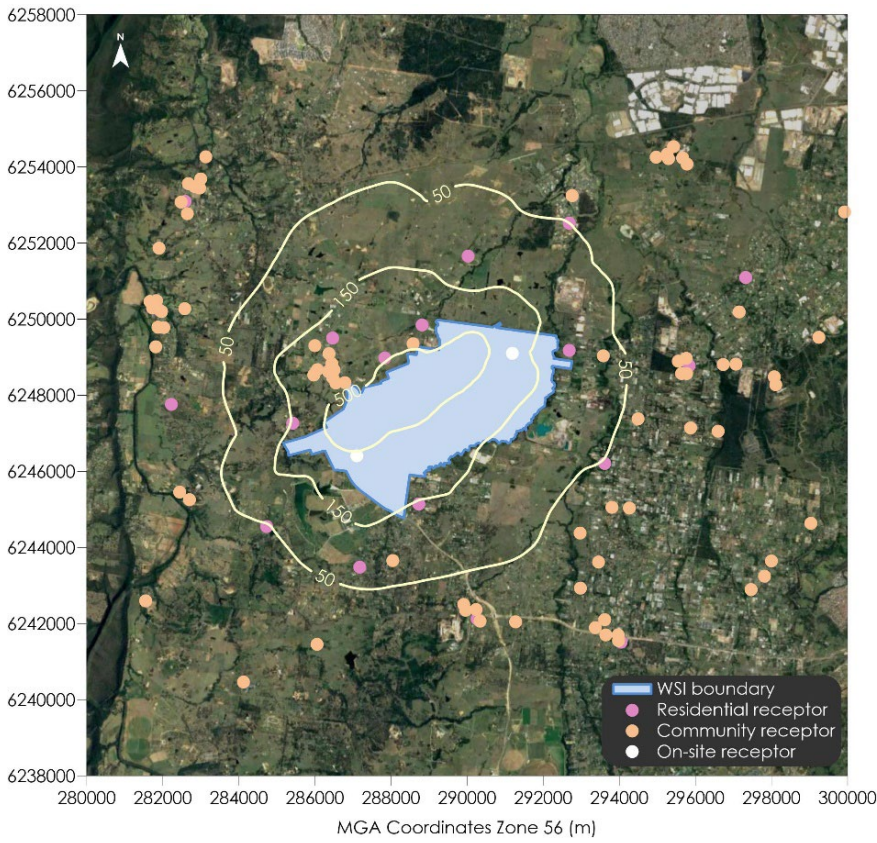 6258000
N
6256000
6254000
50
6252000
150
6250000
50
50
6248000
500
6246000
150
6244000
50
6242000
WSI boundary
Residential receptor
6240000
Community receptor
On-site receptor
6238000
280000 282000 284000 286000 288000 290000 292000 294000 296000 298000 300000
MGA Coordinates Zone 56 (m)